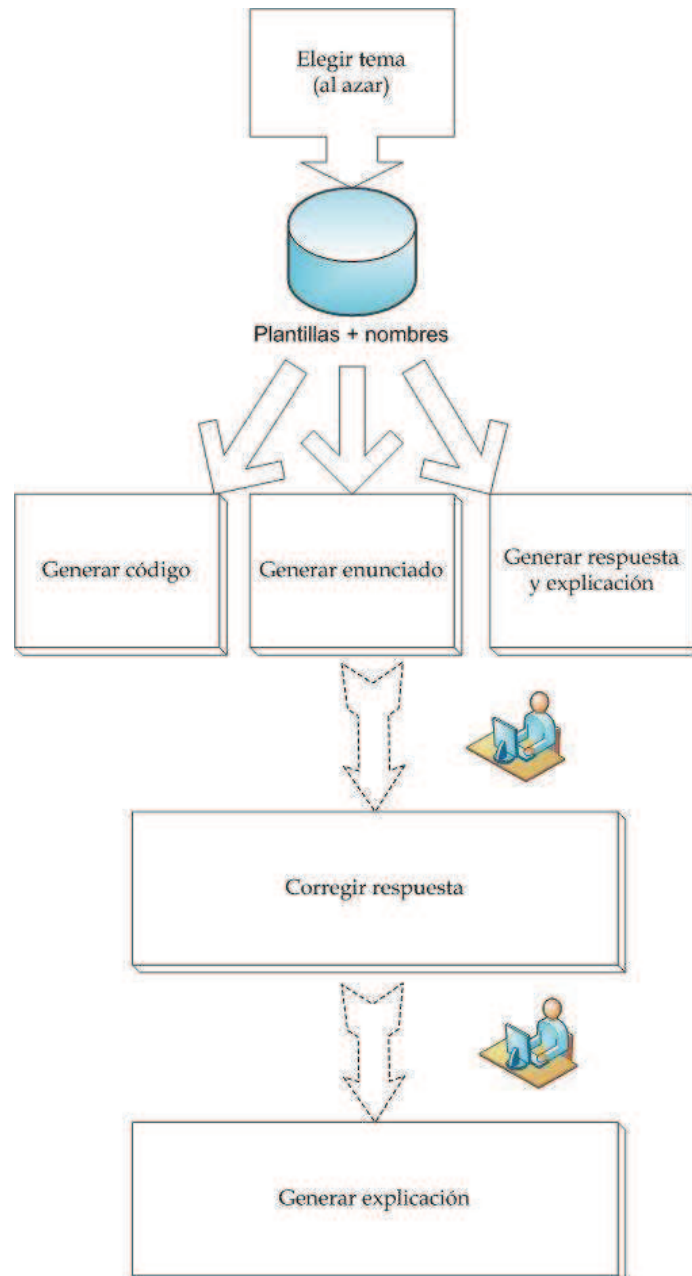 Elegir tema
(al azar)
Plantillas + nombres
Generar código
Generar enunciado
Generar respuesta
y explicación
Corregir respuesta
Generar explicación